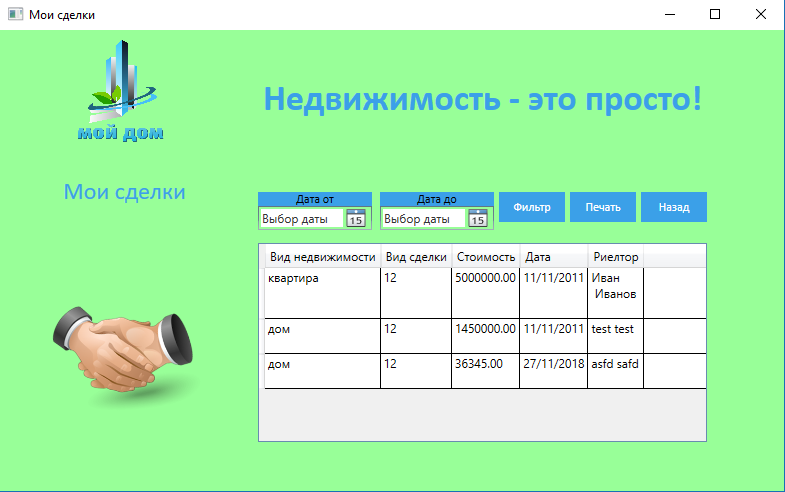 Мои сделки
Недвижимость - это просто!
мой дом
Мои сделки
Дата от Дата до
Выбор даты 15 Выбор даты 15 Фильтр Печать Назад
Вид недвижимости Вид сделки Стоимость Дата Риелтор
квартира 12 5000000.00 11/11/2011 Иван
Иванов
дом 12 1450000.00 11/11/2011 test test
дом 12 36345.00 27/11/2018 asfd safd